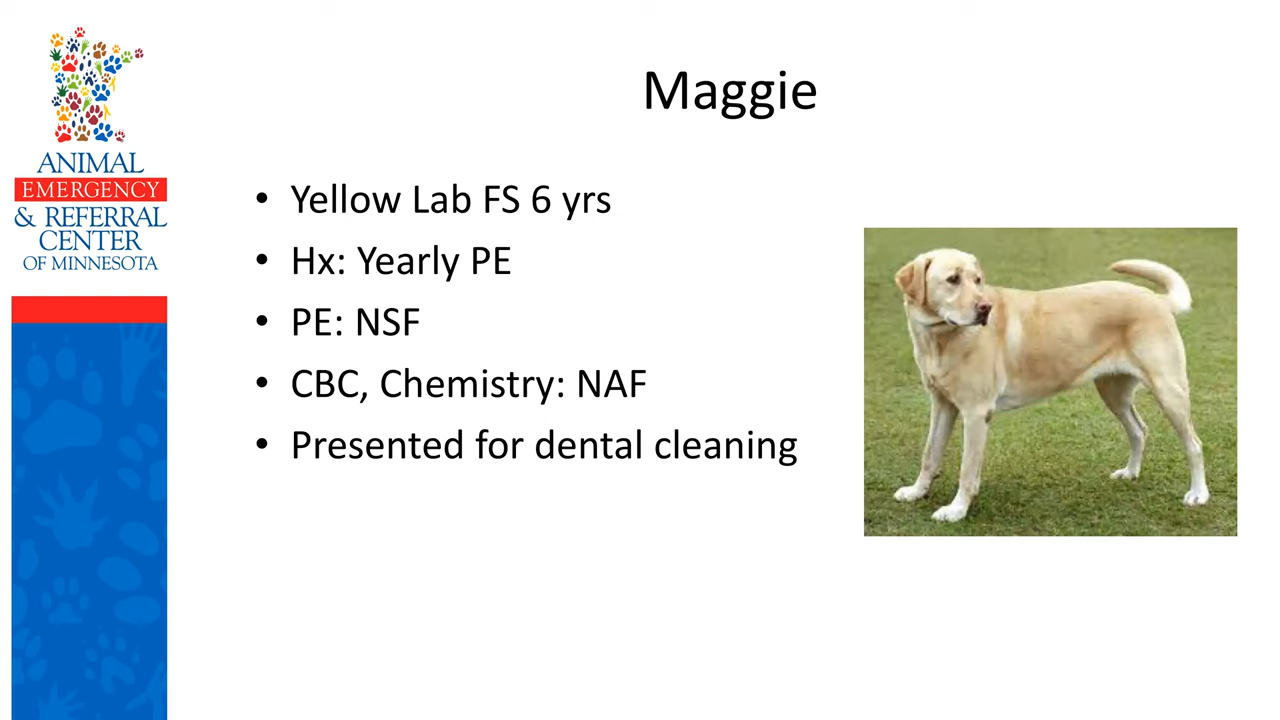 Maggie
ANIMAL
EMERGENCY
& REFERRAL
CENTER
OF MINNESOTA
• Yellow Lab FS 6 yrs
• Hx: Yearly PE
• PE: NSF
• CBC, Chemistry: NAF
• Presented for dental cleaning